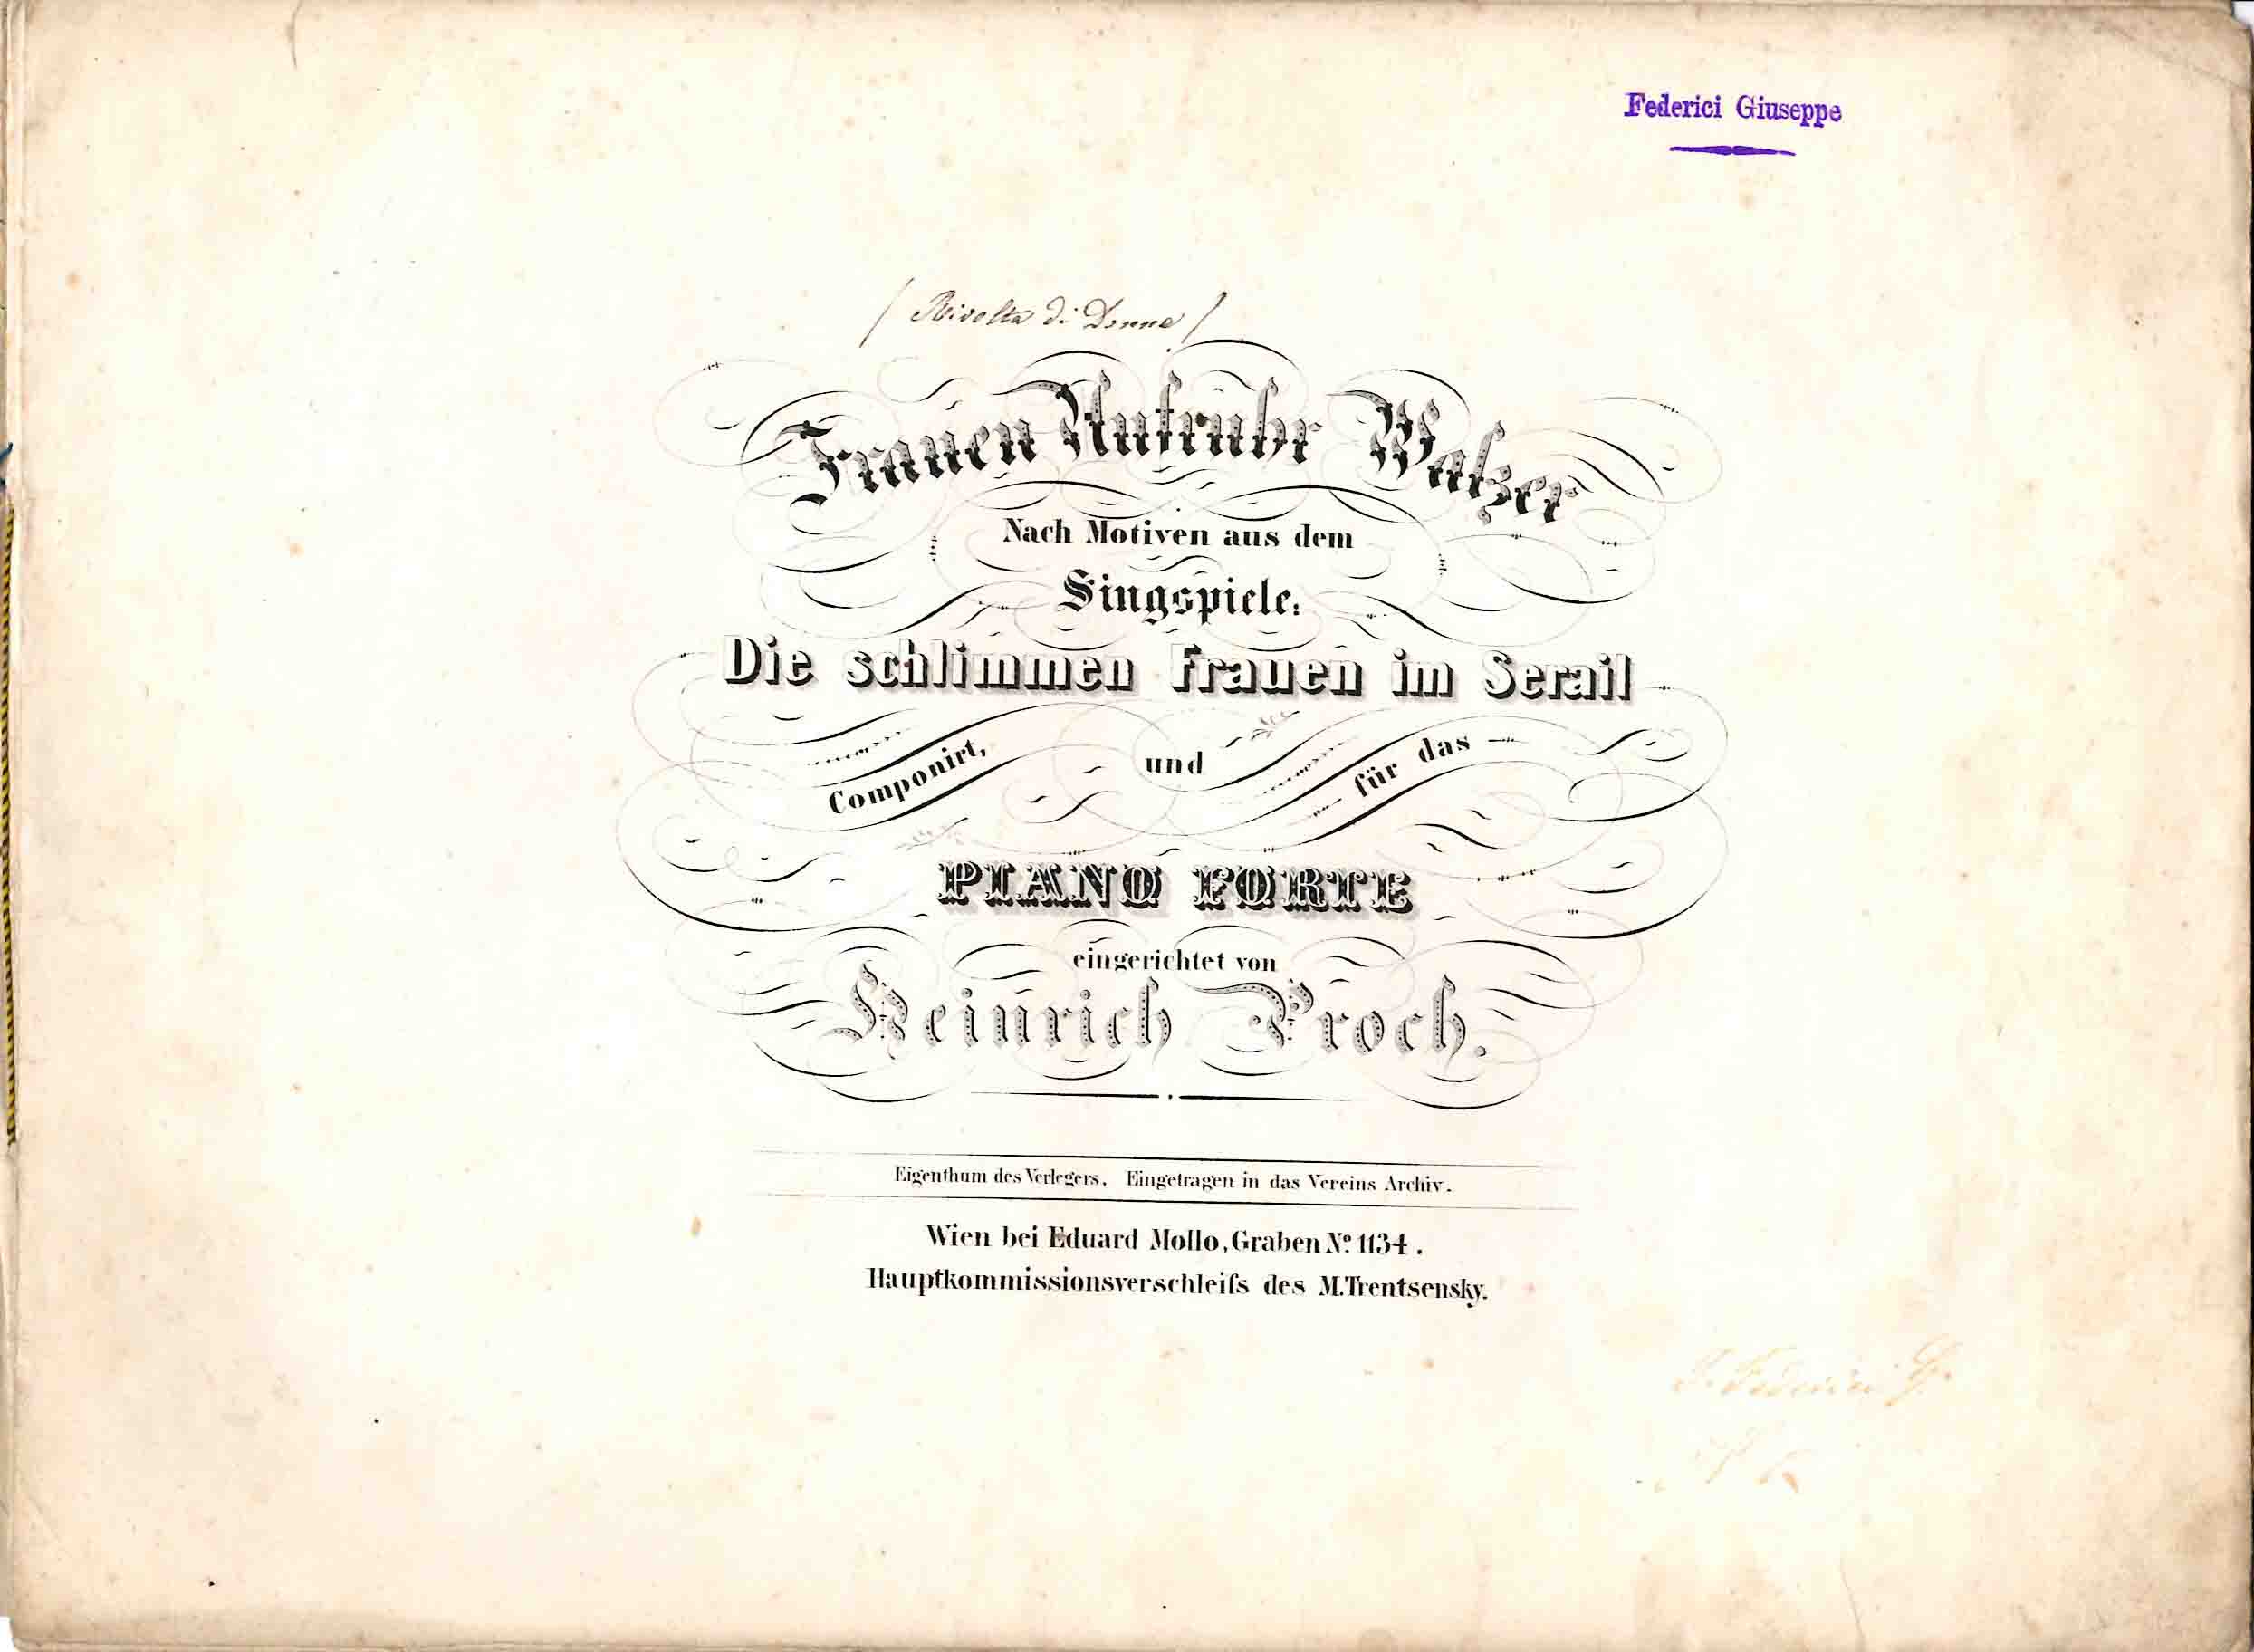 Federici Giuseppe
/ Rivolta di Donne /
Frauen Aufruhr Walzer
Nach Motiven aus dem
Singspiele:
Die schlimmen Frauen im Serail
Componirt, und für das
PIANO FORTE
eingerichtet von
Heinrich Proch.
Eigenthum des Verlegers. Eingetragen in das Vereins Archiv.
Wien bei Eduard Mollo, Graben No. 1134.
Hauptkommissionsverschleiſs des M. Trentsensky.
Federici G.